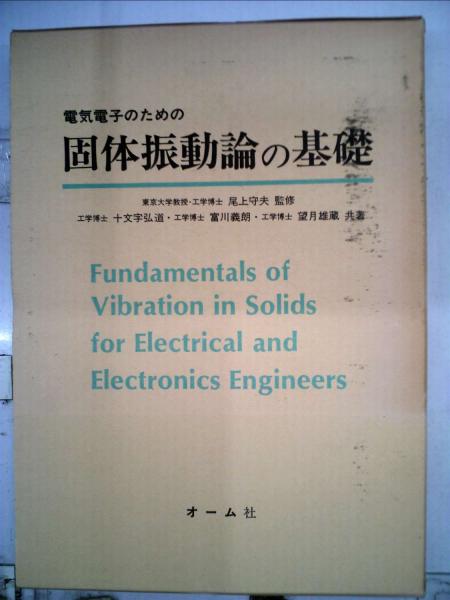 電気電子のための
固体振動論の基礎
東京大学教授・工学博士 尾上守夫 監修
工学博士 十文字弘道・工学博士 富川義朗・工学博士 望月雄蔵 共著
Fundamentals of
Vibration in Solids
for Electrical and
Electronics Engineers
オーム社